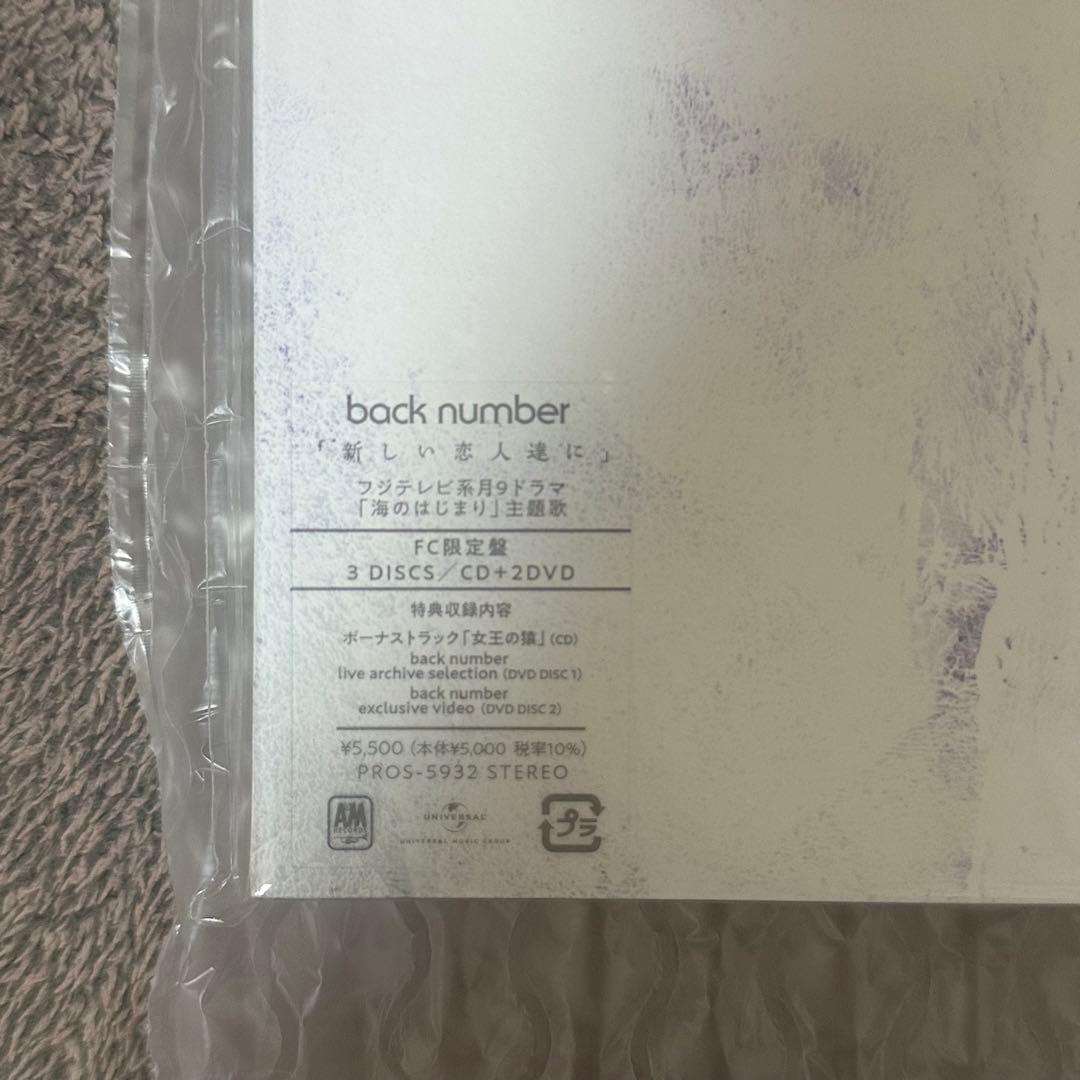 back number
「新しい恋人達に」
フジテレビ系月9ドラマ
「海のはじまり」主題歌
FC限定盤
3 DISCS／CD+2DVD
特典収録内容
ボーナストラック「女王の猿」(CD)
back number
live archive selection (DVD DISC 1)
back number
exclusive video (DVD DISC 2)
¥5,500 (本体¥5,000 税率10%)
PROS-5932 STEREO
A&M RECORDS
UNIVERSAL
UNIVERSAL MUSIC GROUP
プラ